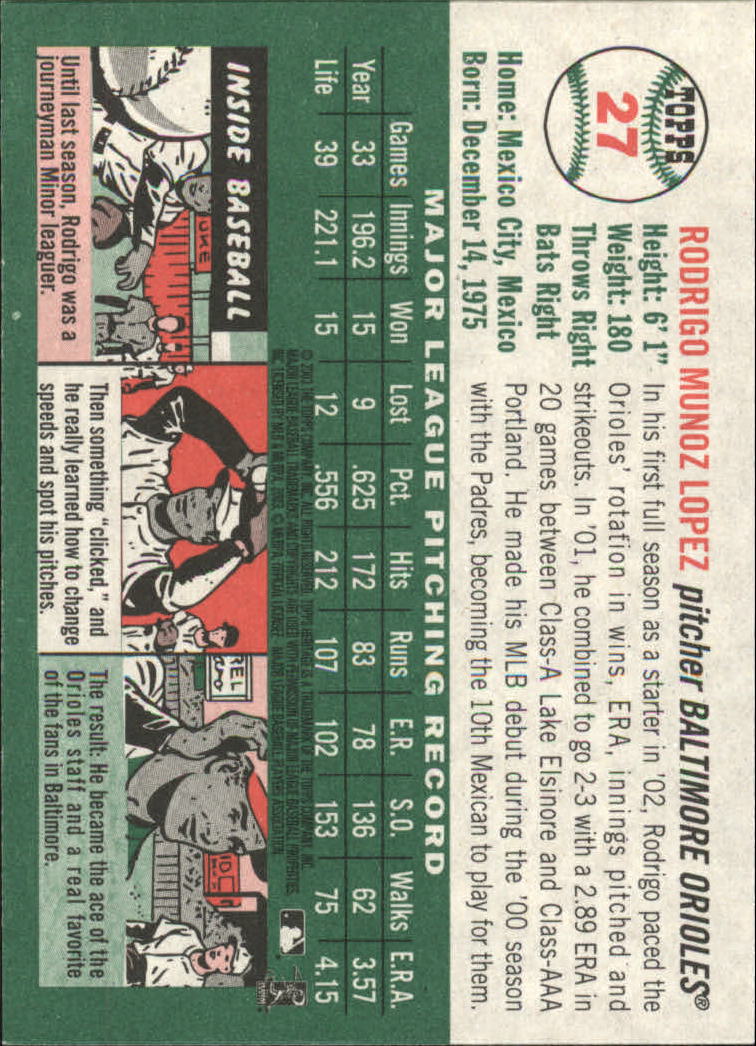 TOPPS
27
RODRIGO MUNOZ LOPEZ pitcher BALTIMORE ORIOLES®
Height: 6' 1"
Weight: 180
Throws Right
Bats Right
Home: Mexico City, Mexico
Born: December 14, 1975
In his first full season as a starter in '02, Rodrigo paced the
Orioles' rotation in wins, ERA, innings pitched and
strikeouts. In '01, he combined to go 2-3 with a 2.89 ERA in
20 games between Class-A Lake Elsinore and Class-AAA
Portland. He made his MLB debut during the '00 season
with the Padres, becoming the 10th Mexican to play for them.
MAJOR LEAGUE PITCHING RECORD
Games Innings Won Lost Pct. Hits Runs E.R. S.O. Walks E.R.A.
Year 33 196.2 15 9 .625 172 83 78 136 62 3.57
Life 39 221.1 15 12 .556 212 107 102 153 75 4.15
INSIDE BASEBALL
Until last season, Rodrigo was a
journeyman Minor leaguer.
Then something "clicked," and
he really learned how to change
speeds and spot his pitches.
The result: He became the ace of the
Orioles staff and a real favorite
of the fans in Baltimore.